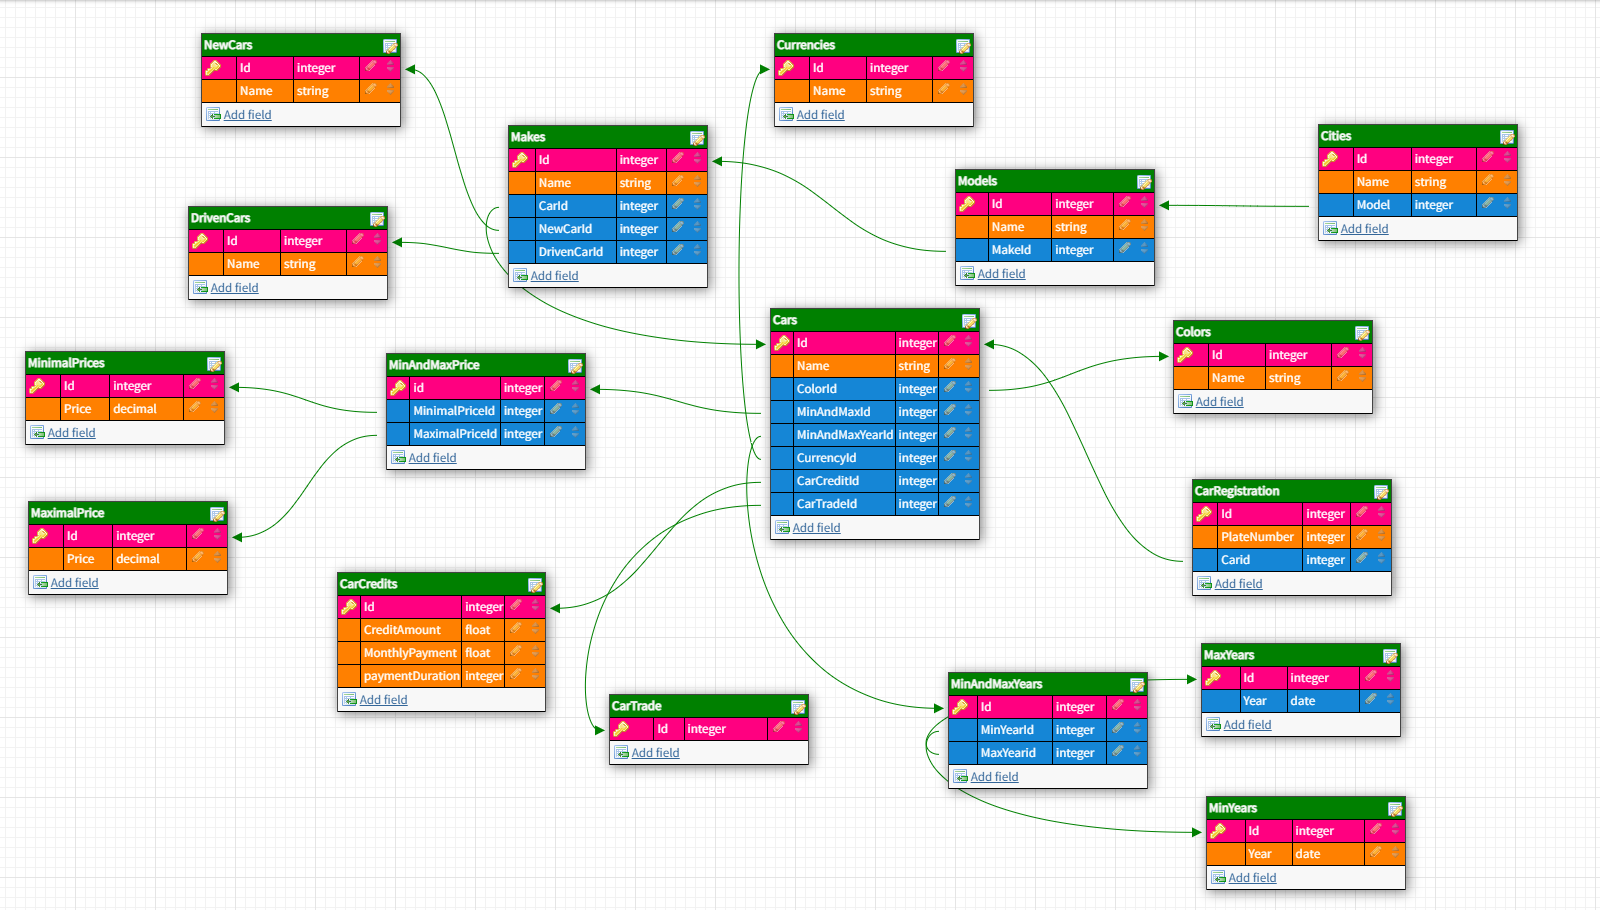 NewCars
Id integer
Name string
Add field
Currencies
Id integer
Name string
Add field
Makes
Id integer
Name string
CarId integer
NewCarId integer
DrivenCarId integer
Add field
Cities
Id integer
Name string
Model integer
Add field
Models
Id integer
Name string
MakeId integer
Add field
DrivenCars
Id integer
Name string
Add field
Cars
Id integer
Name string
ColorId integer
MinAndMaxId integer
MinAndMaxYearId integer
CurrencyId integer
CarCreditId integer
CarTradeId integer
Add field
Colors
Id integer
Name string
Add field
MinimalPrices
Id integer
Price decimal
Add field
MinAndMaxPrice
id integer
MinimalPriceId integer
MaximalPriceId integer
Add field
CarRegistration
Id integer
PlateNumber integer
Carid integer
Add field
MaximalPrice
Id integer
Price decimal
Add field
CarCredits
Id integer
CreditAmount float
MonthlyPayment float
paymentDuration integer
Add field
MaxYears
Id integer
Year date
Add field
MinAndMaxYears
Id integer
MinYearId integer
MaxYearid integer
Add field
CarTrade
Id integer
Add field
MinYears
Id integer
Year date
Add field